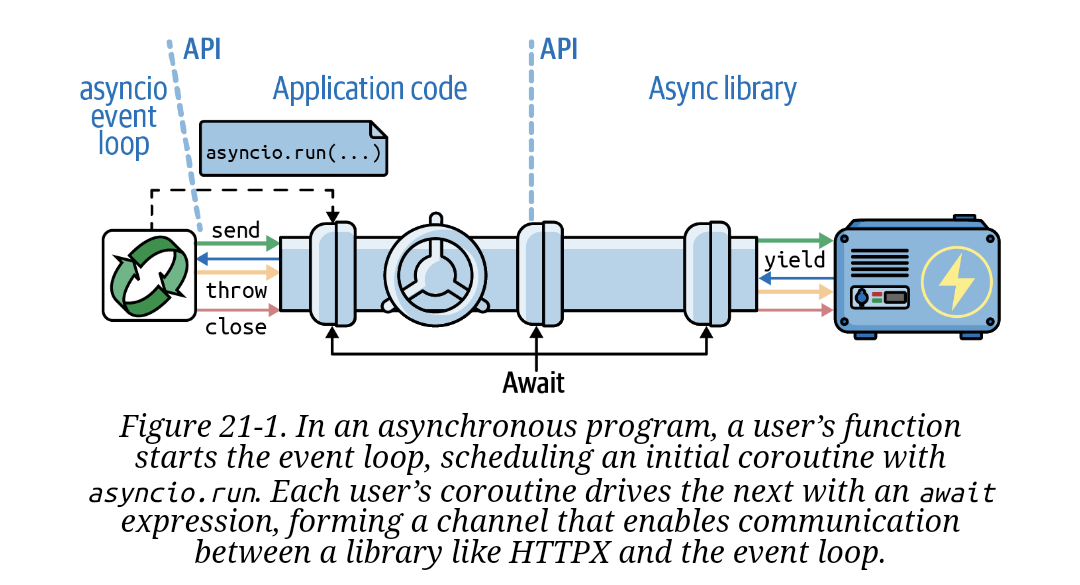 API
API
asyncio
event
loop
Application code
Async library
asyncio.run(...)
send
yield
throw
close
Await
Figure 21-1. In an asynchronous program, a user’s function
starts the event loop, scheduling an initial coroutine with
asyncio.run. Each user’s coroutine drives the next with an await
expression, forming a channel that enables communication
between a library like HTTPX and the event loop.